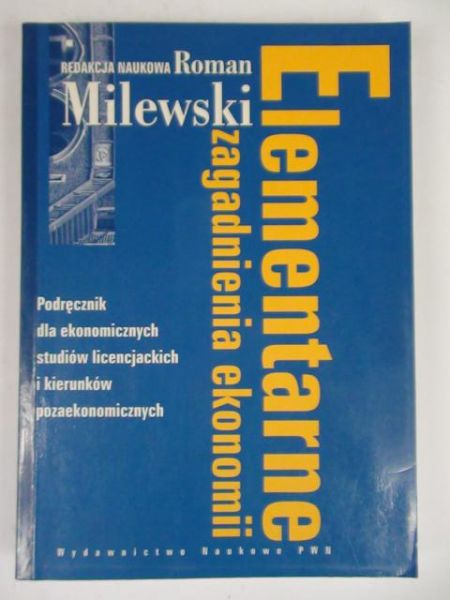 REDAKCJA NAUKOWA Roman
Milewski
Elementarne
zagadnienia ekonomii
Podręcznik
dla ekonomicznych
studiów licencjackich
i kierunków
pozaekonomicznych
Wydawnictwo Naukowe PWN